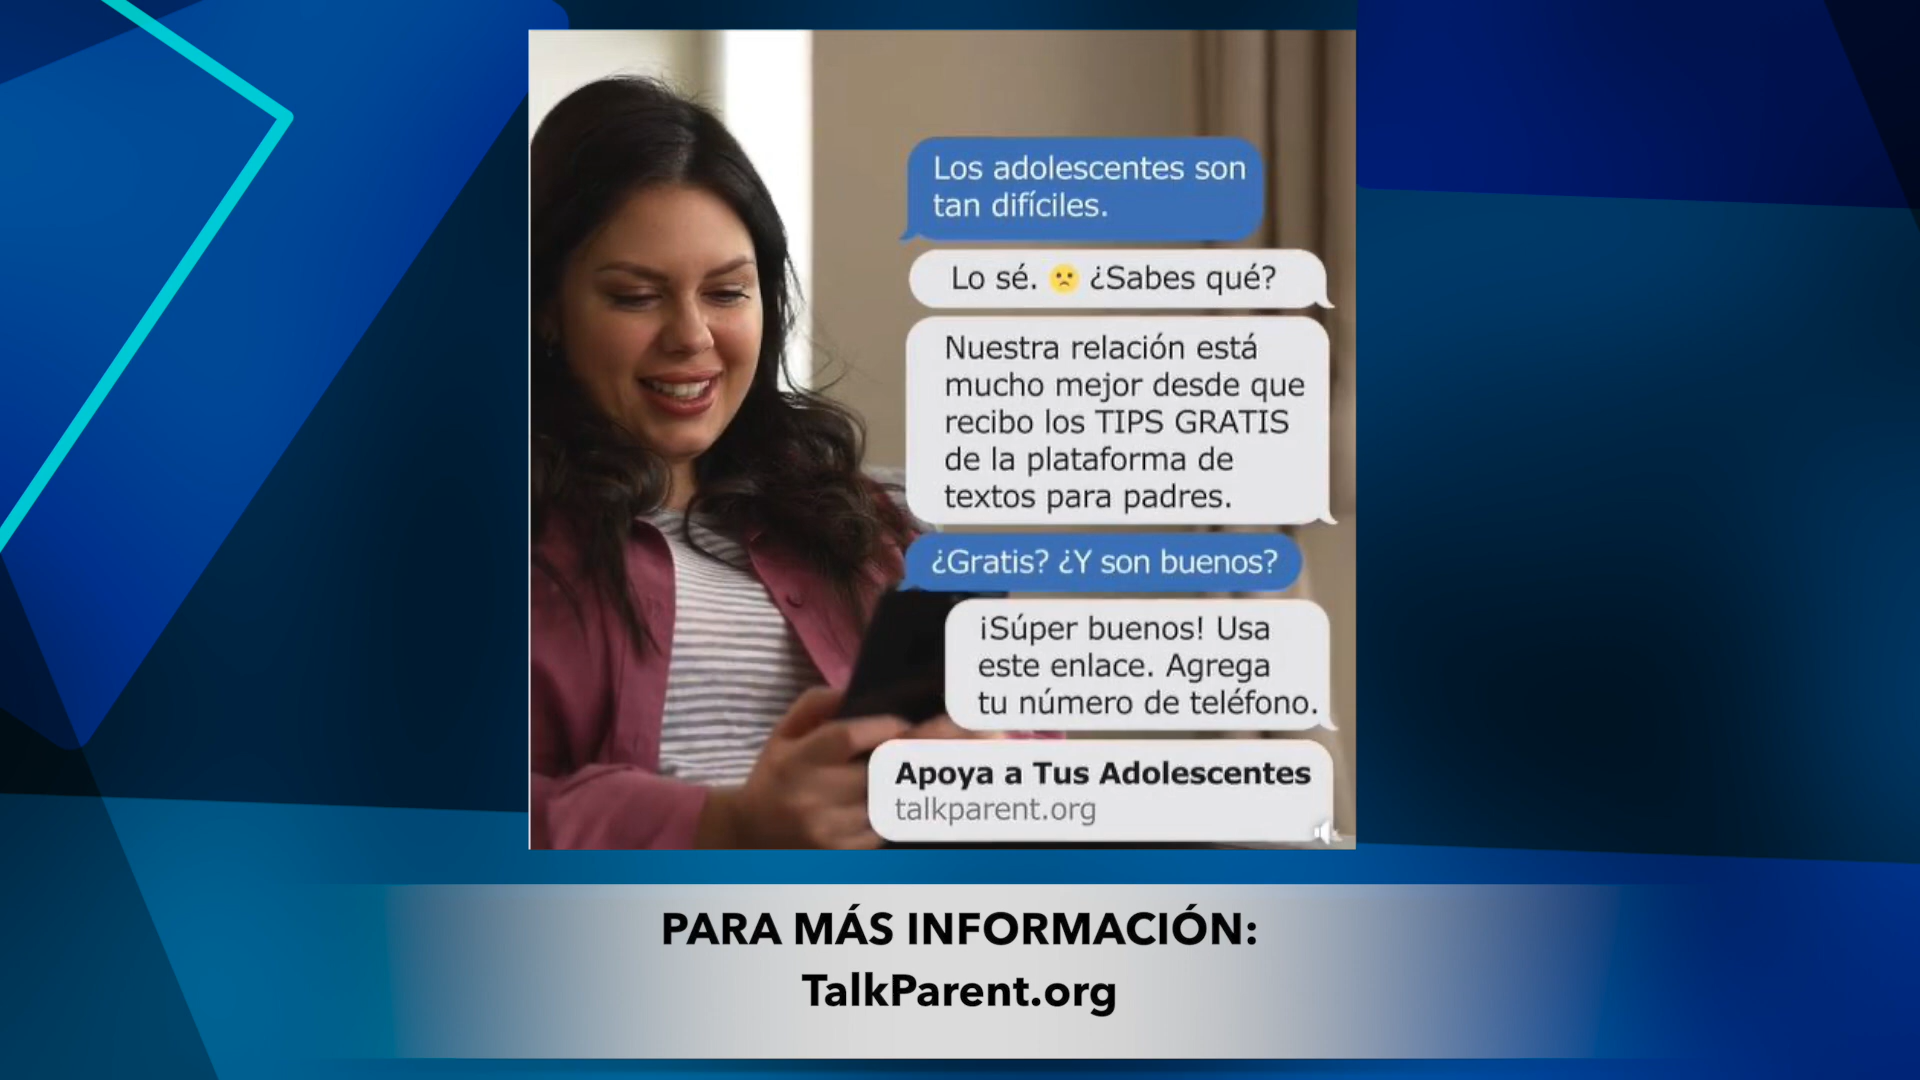 Los adolescentes son
tan difíciles.
Lo sé. 🙁 ¿Sabes qué?
Nuestra relación está
mucho mejor desde que
recibo los TIPS GRATIS
de la plataforma de
textos para padres.
¿Gratis? ¿Y son buenos?
¡Súper buenos! Usa
este enlace. Agrega
tu número de teléfono.
Apoya a Tus Adolescentes
talkparent.org
PARA MÁS INFORMACIÓN:
TalkParent.org